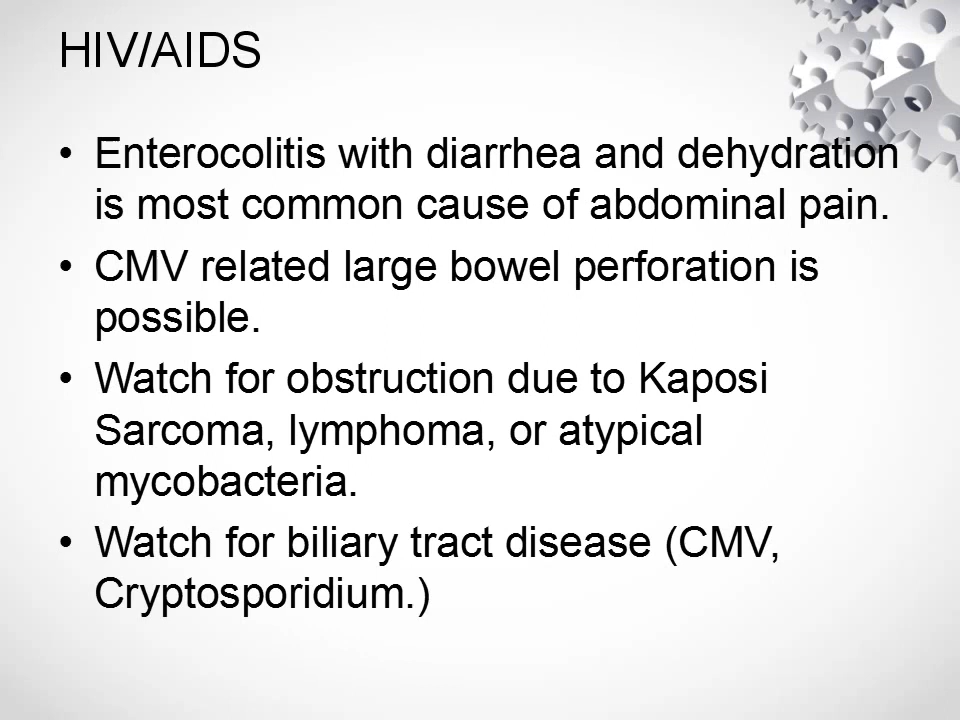 HIV/AIDS
• Enterocolitis with diarrhea and dehydration
is most common cause of abdominal pain.
• CMV related large bowel perforation is
possible.
• Watch for obstruction due to Kaposi
Sarcoma, lymphoma, or atypical
mycobacteria.
• Watch for biliary tract disease (CMV,
Cryptosporidium.)